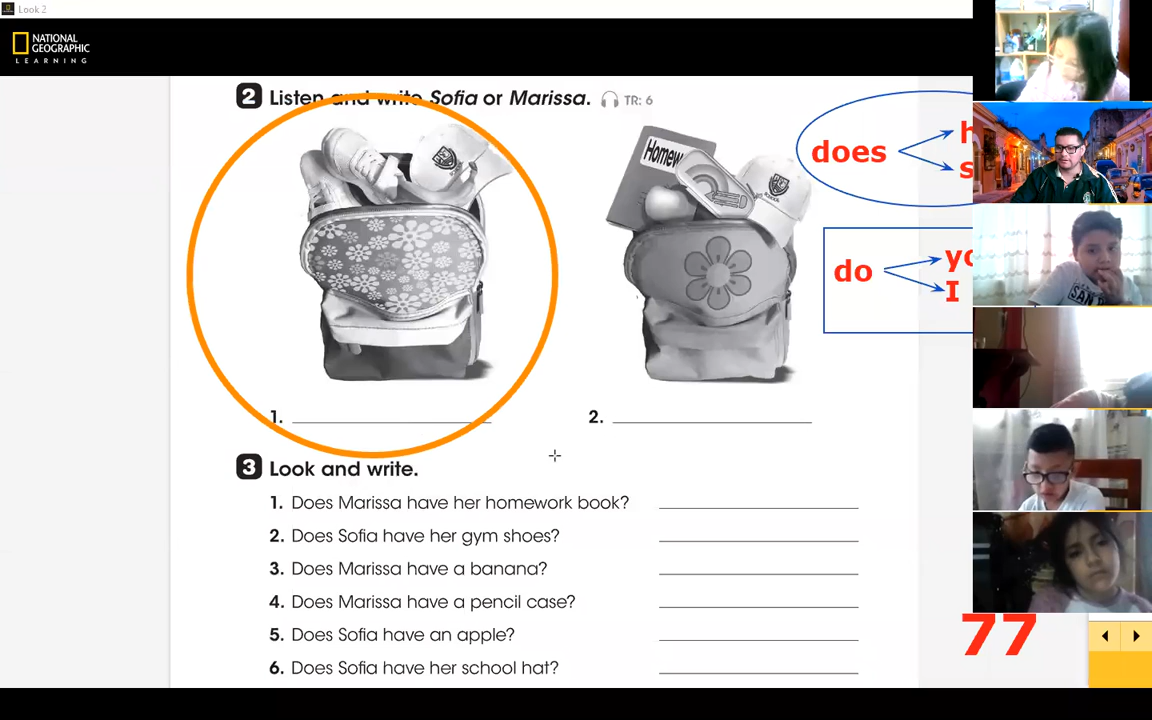 Look 2
NATIONAL
GEOGRAPHIC
LEARNING
2 Listen and write Sofia or Marissa. TR: 6
Homew
does
h
s
do
yo
I
1. 2.
3 Look and write.
1. Does Marissa have her homework book?
2. Does Sofia have her gym shoes?
3. Does Marissa have a banana?
4. Does Marissa have a pencil case?
5. Does Sofia have an apple?
6. Does Sofia have her school hat?
77